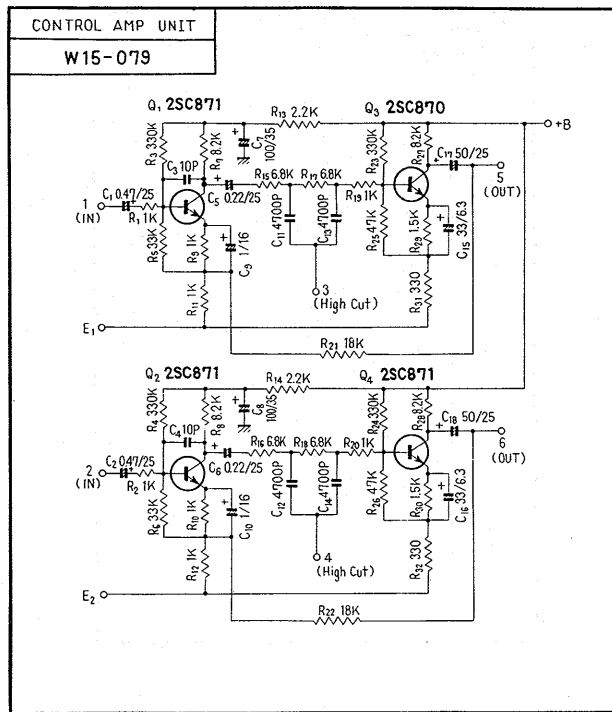 CONTROL AMP UNIT
W15-079
Q1 2SC871
R13 2.2K
Q3 2SC870
+B
R3 330K
R7 8.2K
C7 100/35
R23 330K
R27 8.2K
C17 50/25
5 (OUT)
C3 10P
R15 6.8K
R17 6.8K
C1 0.47/25
C5 0.22/25
R19 1K
1 (IN)
R1 1K
C11 4700P
C13 4700P
R5 33K
R9 1K
C9 1/16
R25 47K
R29 1.5K
C15 33/6.3
3
(High Cut)
R11 1K
R31 330
E1
R21 18K
Q2 2SC871
R14 2.2K
Q4 2SC871
R4 330K
R8 8.2K
C8 100/35
R24 330K
R28 8.2K
C18 50/25
6 (OUT)
C4 10P
R16 6.8K
R18 6.8K
R20 1K
C2 0.47/25
C6 0.22/25
2 (IN)
R2 1K
C12 4700P
C14 4700P
R6 33K
R10 1K
C10 1/16
R26 47K
R30 1.5K
C16 33/6.3
4
(High Cut)
R12 1K
R32 330
E2
R22 18K